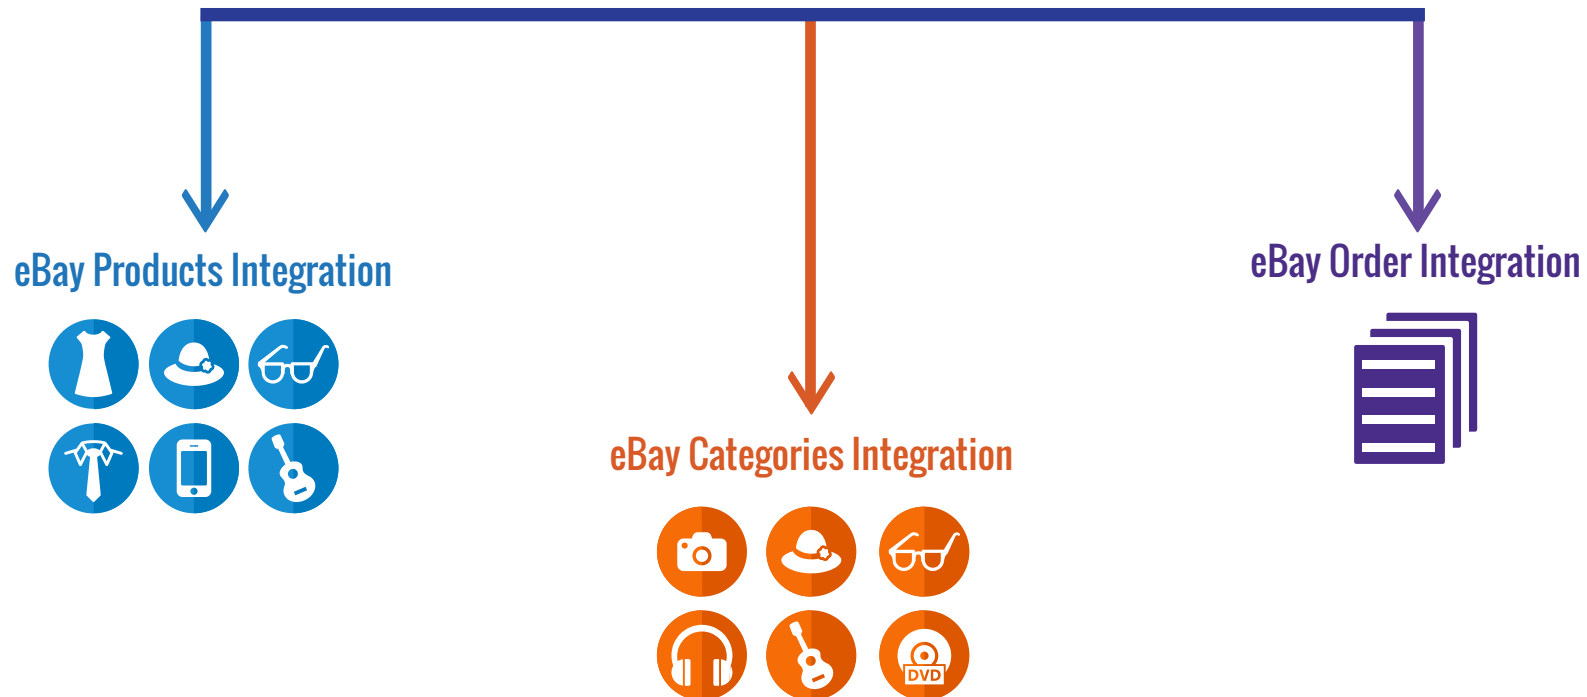 eBay Products Integration
eBay Order Integration
eBay Categories Integration
DVD